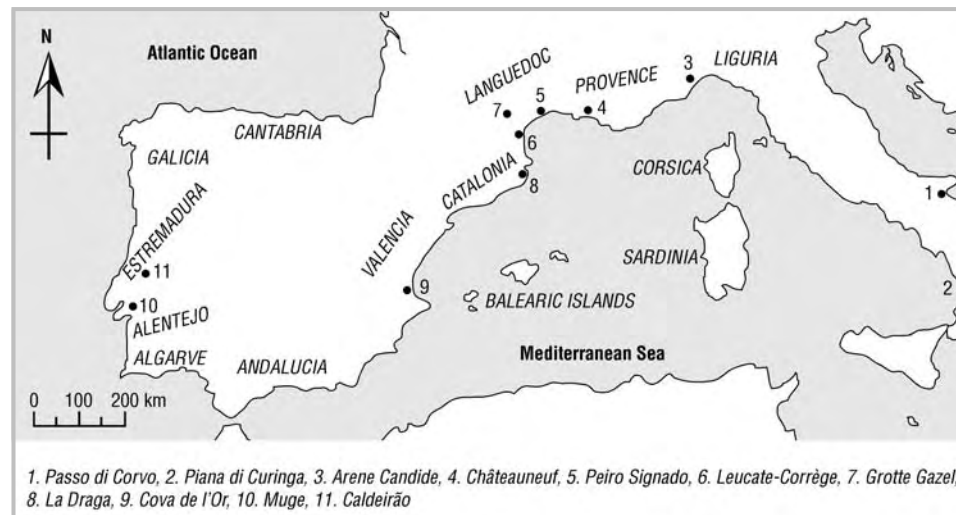 N
Atlantic Ocean
CANTABRIA
GALICIA
ESTREMADURA
11
10
ALENTEJO
ALGARVE
ANDALUCIA
0 100 200 km
LANGUEDOC
7
5
6
PROVENCE
4
3
LIGURIA
CATALONIA
8
VALENCIA
9
BALEARIC ISLANDS
CORSICA
SARDINIA
1
2
Mediterranean Sea
1. Passo di Corvo, 2. Piana di Curinga, 3. Arene Candide, 4. Châteauneuf, 5. Peiro Signado, 6. Leucate-Corrège, 7. Grotte Gazel,
8. La Draga, 9. Cova de l'Or, 10. Muge, 11. Caldeirão